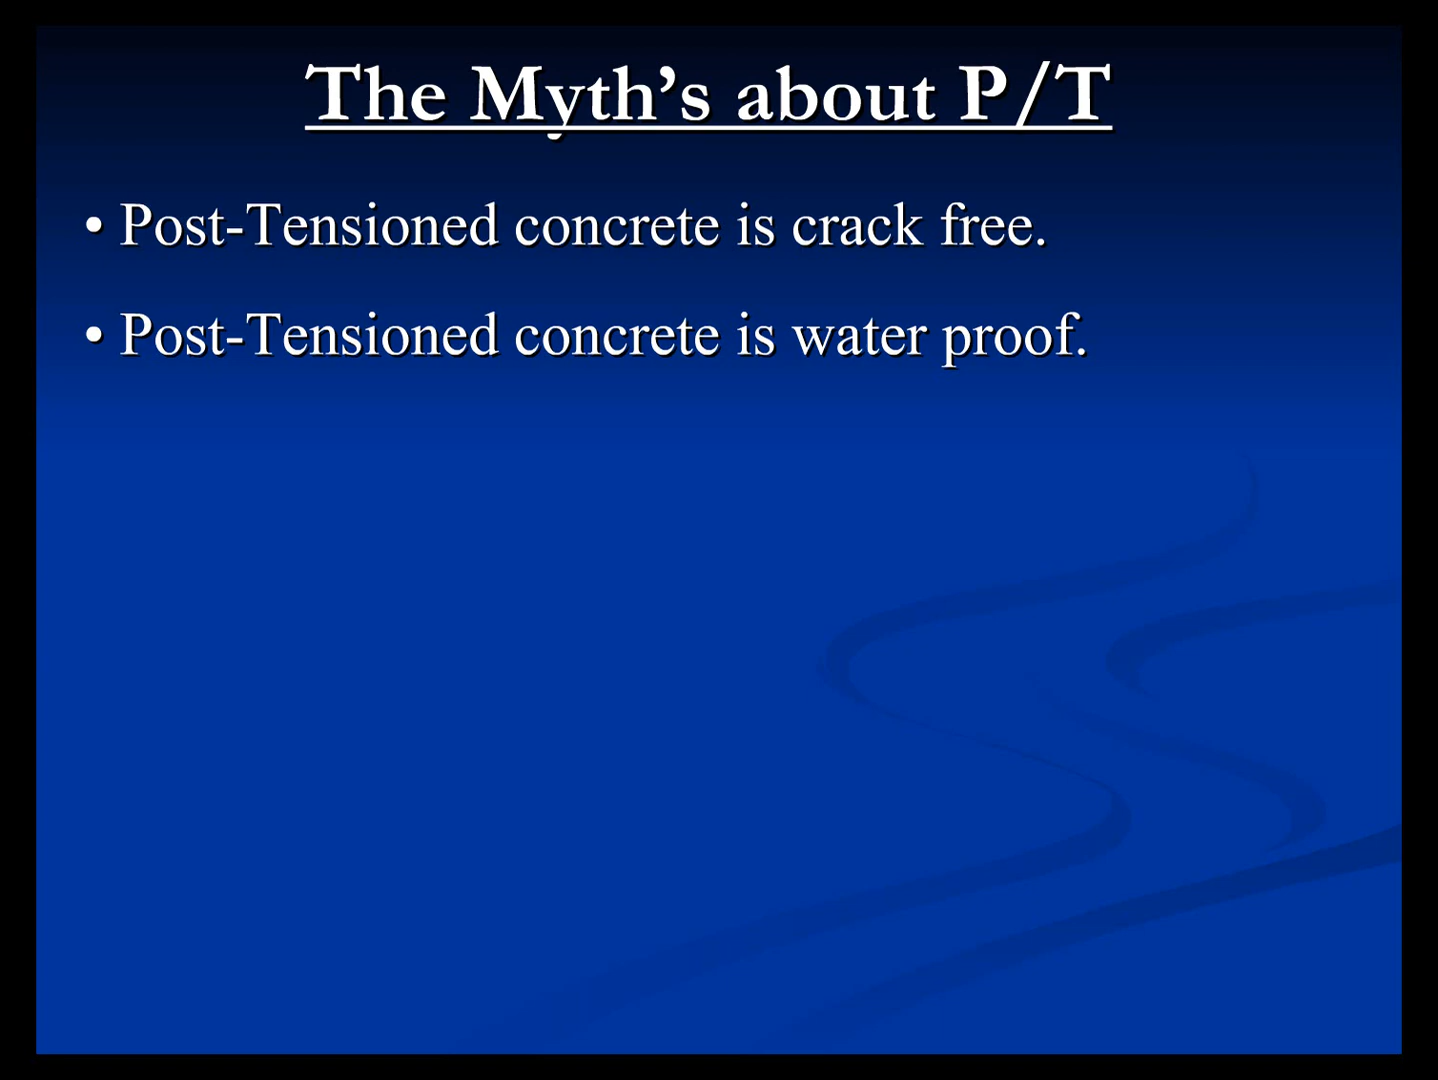 The Myth’s about P/T
• Post-Tensioned concrete is crack free.
• Post-Tensioned concrete is water proof.